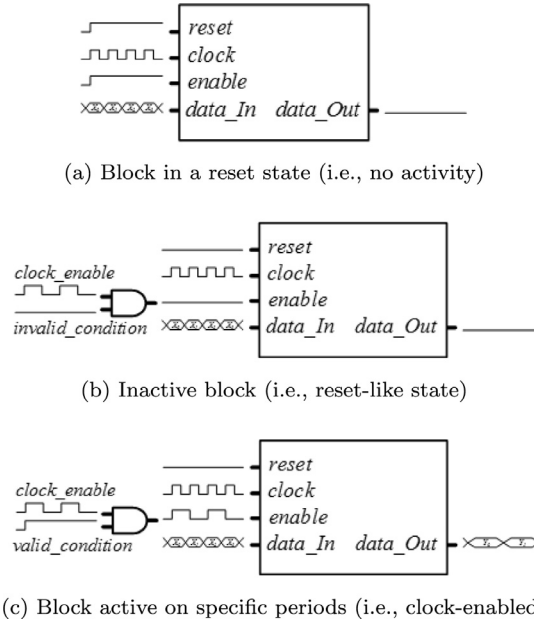 reset
clock
enable
data_In data_Out
(a) Block in a reset state (i.e., no activity)
clock_enable
invalid_condition
reset
clock
enable
data_In data_Out
(b) Inactive block (i.e., reset-like state)
clock_enable
valid_condition
reset
clock
enable
data_In data_Out
(c) Block active on specific periods (i.e., clock-enabled